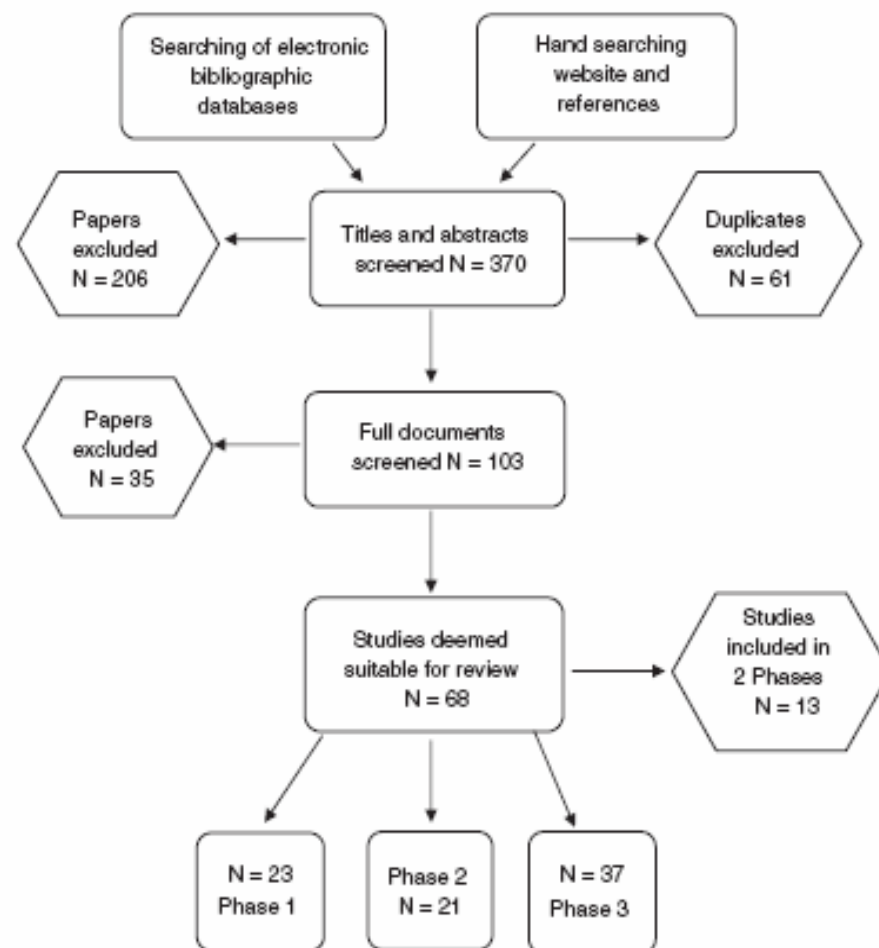 Searching of electronic
bibliographic
databases
Hand searching
website and
references
Papers
excluded
N = 206
Titles and abstracts
screened N = 370
Duplicates
excluded
N = 61
Papers
excluded
N = 35
Full documents
screened N = 103
Studies deemed
suitable for review
N = 68
Studies
included in
2 Phases
N = 13
N = 23
Phase 1
Phase 2
N = 21
N = 37
Phase 3